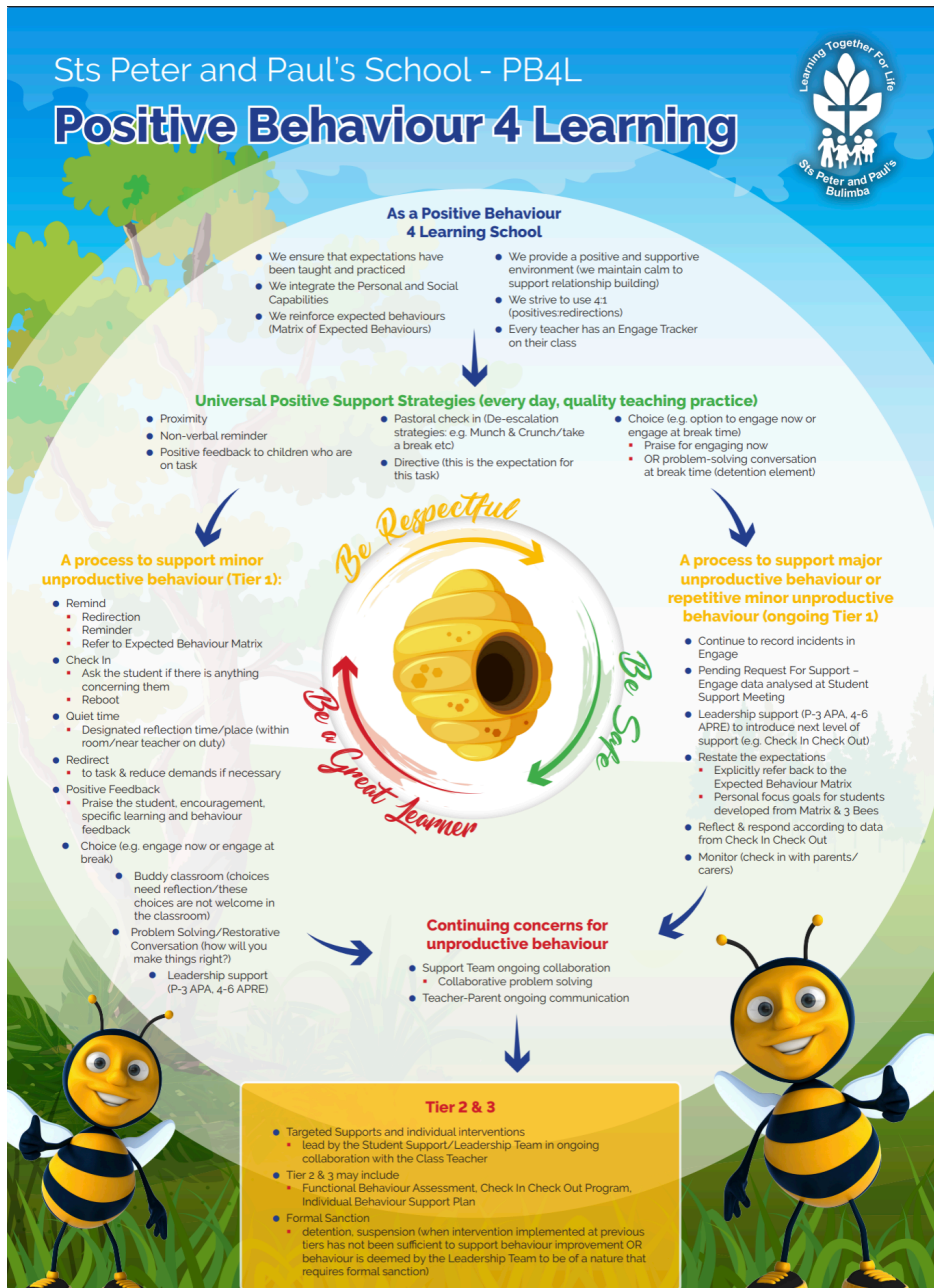 Sts Peter and Paul's School - PB4L
Positive Behaviour 4 Learning
Learning Together For Life
Sts Peter and Paul's
Bulimba
As a Positive Behaviour
4 Learning School
● We ensure that expectations have
been taught and practiced
● We integrate the Personal and Social
Capabilities
● We reinforce expected behaviours
(Matrix of Expected Behaviours)
● We provide a positive and supportive
environment (we maintain calm to
support relationship building)
● We strive to use 4:1
(positives:redirections)
● Every teacher has an Engage Tracker
on their class
Universal Positive Support Strategies (every day, quality teaching practice)
● Proximity
● Non-verbal reminder
● Positive feedback to children who are
on task
● Pastoral check in (De-escalation
strategies: e.g. Munch & Crunch/take
a break etc)
● Directive (this is the expectation for
this task)
● Choice (e.g. option to engage now or
engage at break time)
▪ Praise for engaging now
▪ OR problem-solving conversation
at break time (detention element)
Be Respectful
Be Safe
Be a Great Learner
A process to support minor
unproductive behaviour (Tier 1):
● Remind
▪ Redirection
▪ Reminder
▪ Refer to Expected Behaviour Matrix
● Check In
▪ Ask the student if there is anything
concerning them
▪ Reboot
● Quiet time
▪ Designated reflection time/place (within
room/near teacher on duty)
● Redirect
▪ to task & reduce demands if necessary
● Positive Feedback
▪ Praise the student, encouragement,
specific learning and behaviour
feedback
● Choice (e.g. engage now or engage at
break)
● Buddy classroom (choices
need reflection/these
choices are not welcome in
the classroom)
● Problem Solving/Restorative
Conversation (how will you
make things right?)
● Leadership support
(P-3 APA, 4-6 APRE)
A process to support major
unproductive behaviour or
repetitive minor unproductive
behaviour (ongoing Tier 1)
● Continue to record incidents in
Engage
● Pending Request For Support –
Engage data analysed at Student
Support Meeting
● Leadership support (P-3 APA, 4-6
APRE) to introduce next level of
support (e.g. Check In Check Out)
● Restate the expectations
▪ Explicitly refer back to the
Expected Behaviour Matrix
▪ Personal focus goals for students
developed from Matrix & 3 Bees
● Reflect & respond according to data
from Check In Check Out
● Monitor (check in with parents/
carers)
Continuing concerns for
unproductive behaviour
● Support Team ongoing collaboration
▪ Collaborative problem solving
● Teacher-Parent ongoing communication
Tier 2 & 3
● Targeted Supports and individual interventions
▪ lead by the Student Support/Leadership Team in ongoing
collaboration with the Class Teacher
● Tier 2 & 3 may include
▪ Functional Behaviour Assessment, Check In Check Out Program,
Individual Behaviour Support Plan
● Formal Sanction
▪ detention, suspension (when intervention implemented at previous
tiers has not been sufficient to support behaviour improvement OR
behaviour is deemed by the Leadership Team to be of a nature that
requires formal sanction)